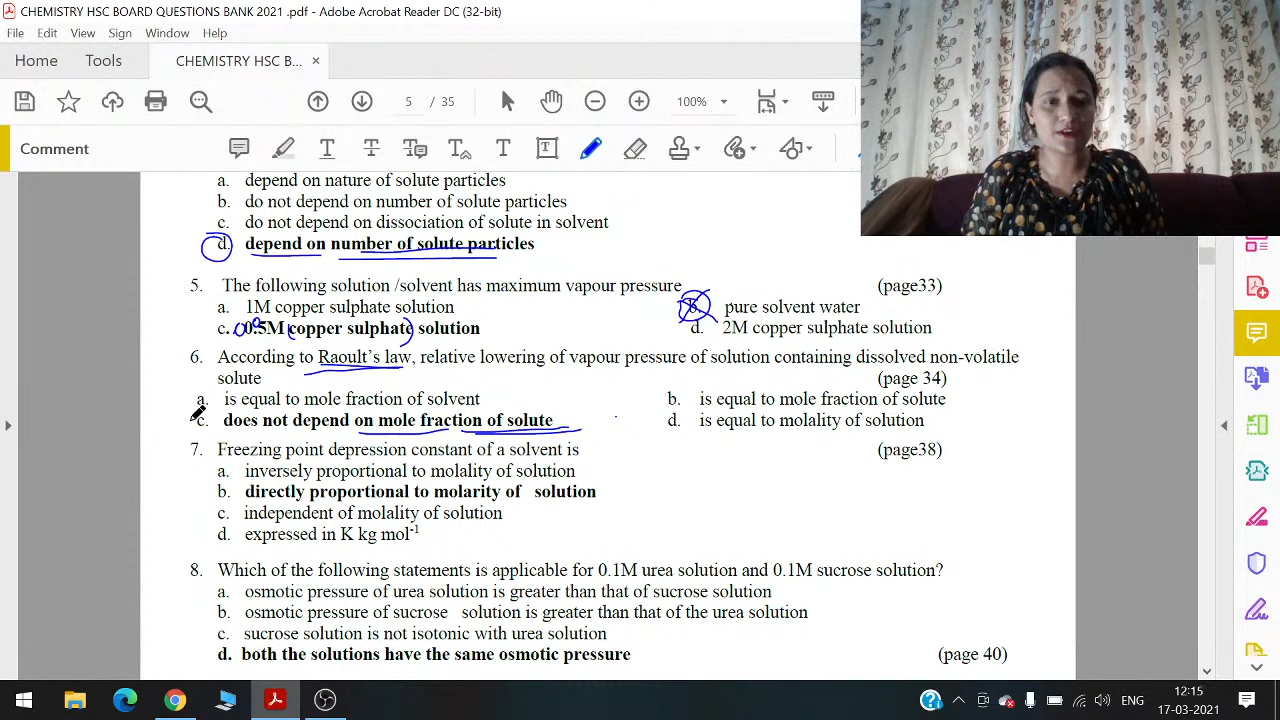 CHEMISTRY HSC BOARD QUESTIONS BANK 2021 .pdf - Adobe Acrobat Reader DC (32-bit)
File Edit View Sign Window Help
Home Tools CHEMISTRY HSC B... ×
5 / 35 100%
Comment
a. depend on nature of solute particles
b. do not depend on number of solute particles
c. do not depend on dissociation of solute in solvent
d. depend on number of solute particles
5. The following solution /solvent has maximum vapour pressure (page33)
a. 1M copper sulphate solution b. pure solvent water
c. 0.5M copper sulphate solution d. 2M copper sulphate solution
6. According to Raoult's law, relative lowering of vapour pressure of solution containing dissolved non-volatile
solute (page 34)
a. is equal to mole fraction of solvent b. is equal to mole fraction of solute
c. does not depend on mole fraction of solute d. is equal to molality of solution
7. Freezing point depression constant of a solvent is (page38)
a. inversely proportional to molality of solution
b. directly proportional to molarity of solution
c. independent of molality of solution
d. expressed in K kg mol-1
8. Which of the following statements is applicable for 0.1M urea solution and 0.1M sucrose solution?
a. osmotic pressure of urea solution is greater than that of sucrose solution
b. osmotic pressure of sucrose solution is greater than that of the urea solution
c. sucrose solution is not isotonic with urea solution
d. both the solutions have the same osmotic pressure (page 40)
ENG 12:15
17-03-2021